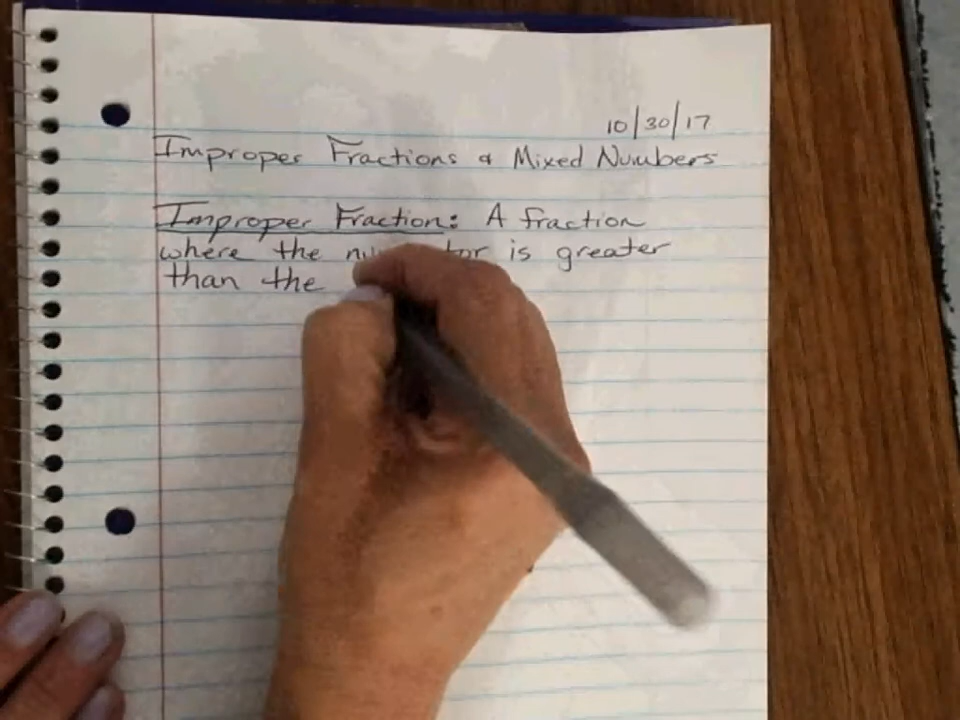 10/30/17
Improper Fractions & Mixed Numbers
Improper Fraction: A fraction
where the is greater
than the